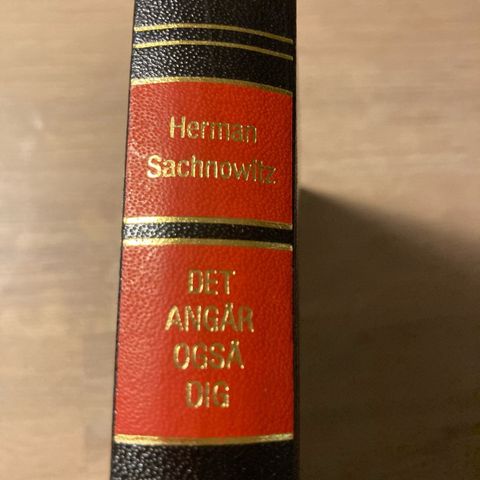 Herman
Sachnowitz
DET
ANGÅR
OGSÅ
DIG